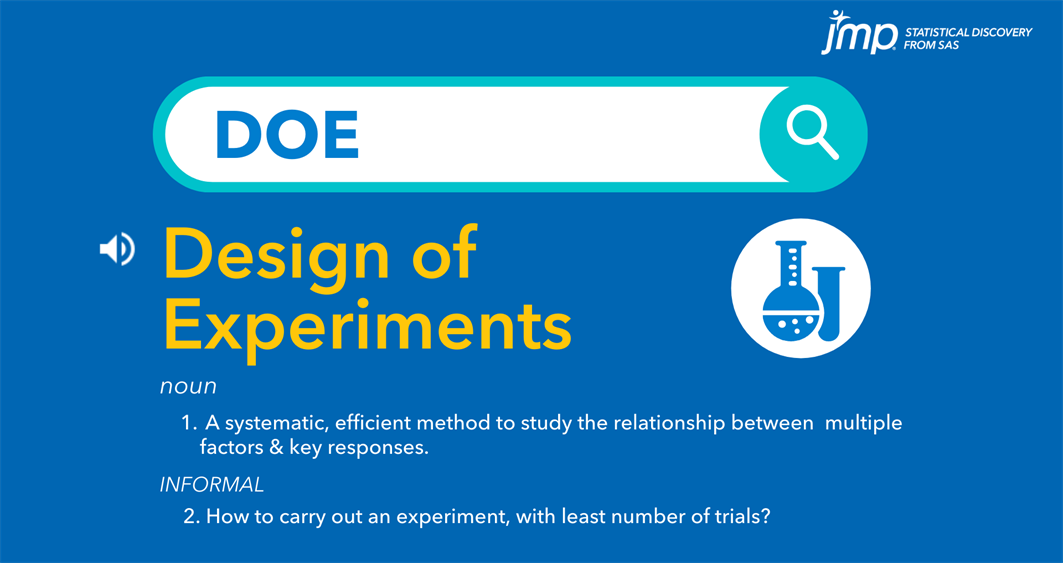 jmp STATISTICAL DISCOVERY
FROM SAS
DOE
Design of
Experiments
noun
1. A systematic, efficient method to study the relationship between multiple
factors & key responses.
INFORMAL
2. How to carry out an experiment, with least number of trials?